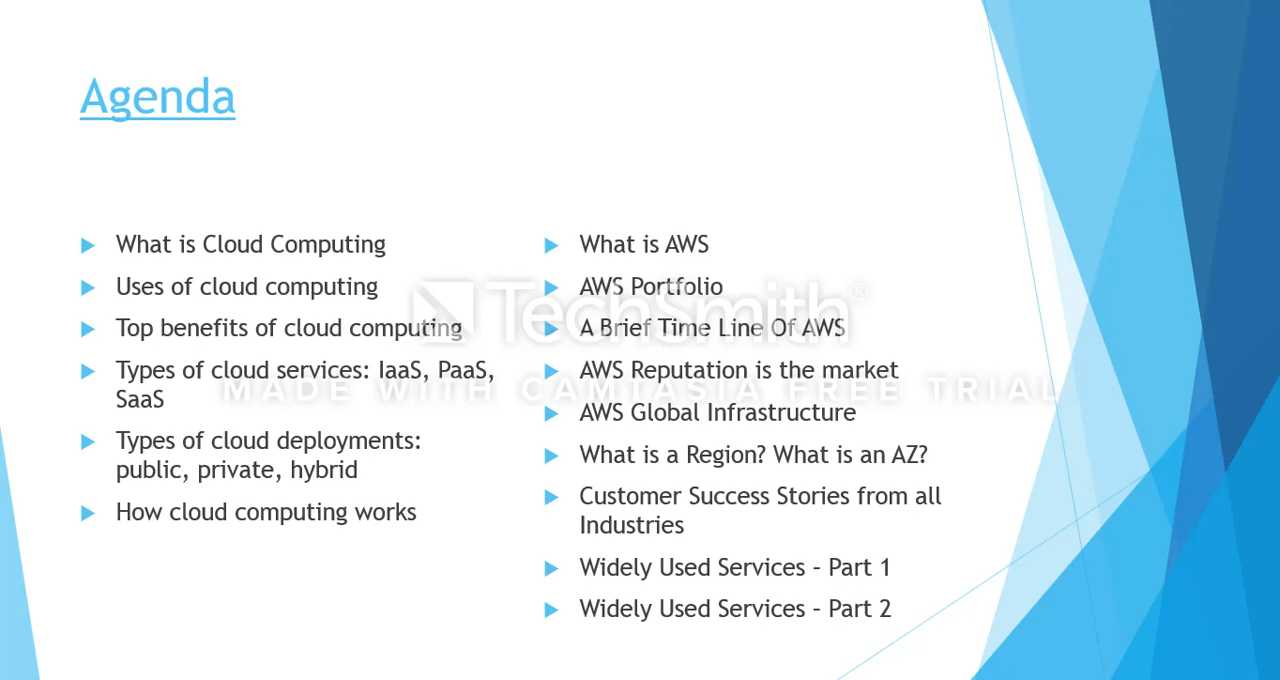 Agenda
What is Cloud Computing
Uses of cloud computing
Top benefits of cloud computing
Types of cloud services: IaaS, PaaS,
SaaS
Types of cloud deployments:
public, private, hybrid
How cloud computing works
What is AWS
AWS Portfolio
A Brief Time Line Of AWS
AWS Reputation is the market
AWS Global Infrastructure
What is a Region? What is an AZ?
Customer Success Stories from all
Industries
Widely Used Services – Part 1
Widely Used Services – Part 2
TechSmith®
MADE WITH CAMTASIA FREE TRIAL